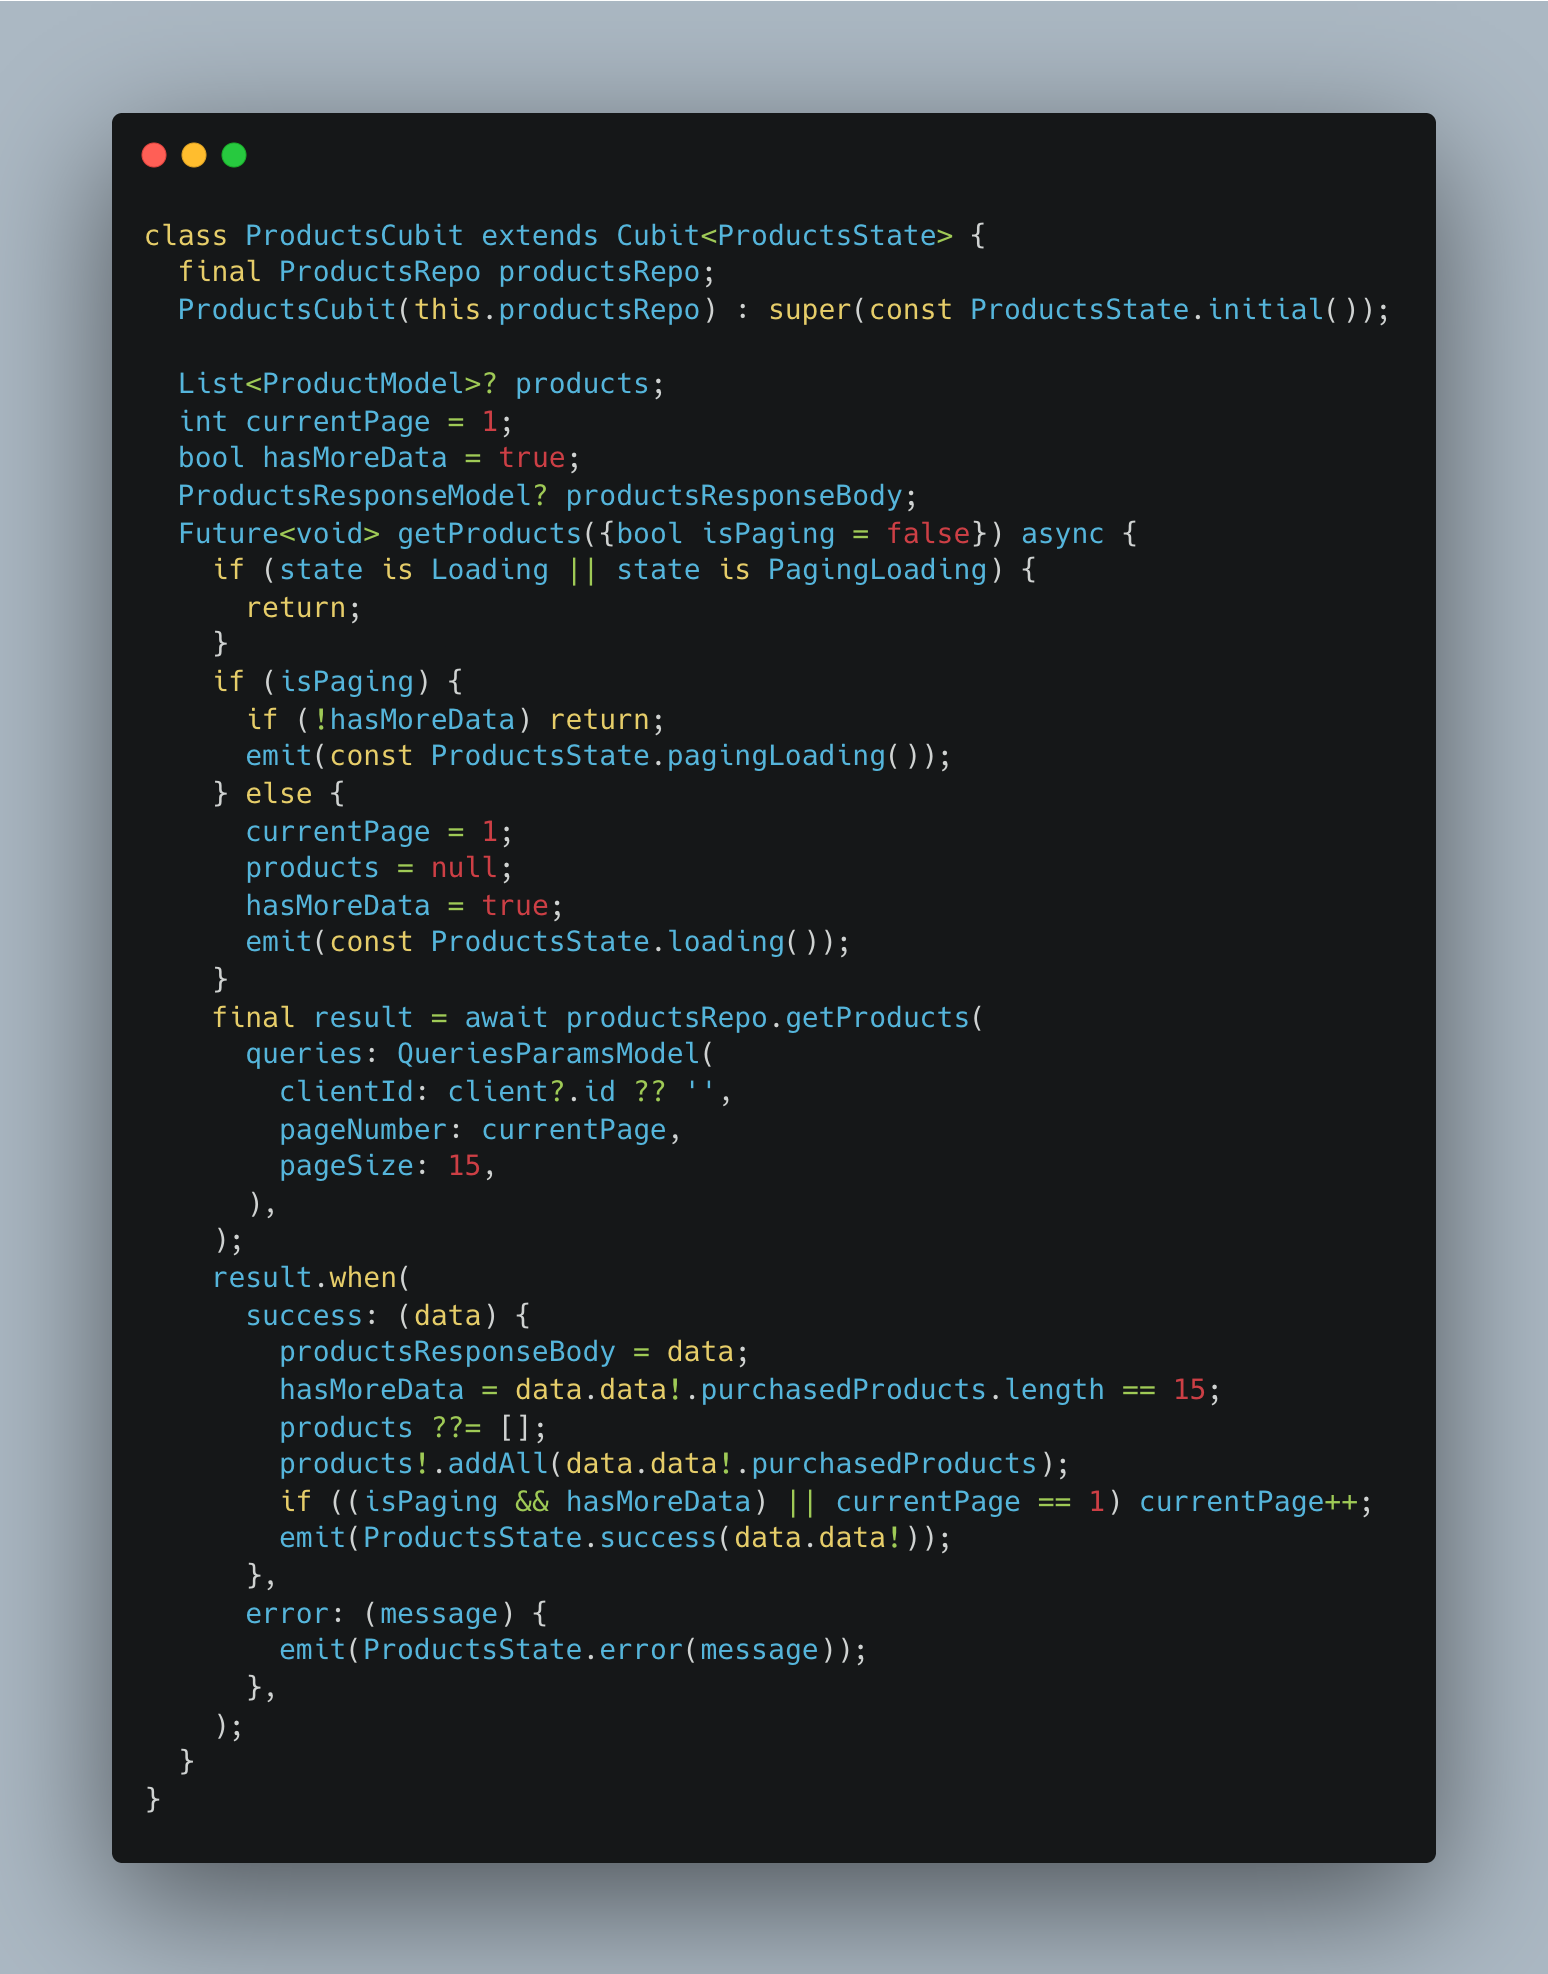 class ProductsCubit extends Cubit<ProductsState> {
  final ProductsRepo productsRepo;
  ProductsCubit(this.productsRepo) : super(const ProductsState.initial());

  List<ProductModel>? products;
  int currentPage = 1;
  bool hasMoreData = true;
  ProductsResponseModel? productsResponseBody;
  Future<void> getProducts({bool isPaging = false}) async {
    if (state is Loading || state is PagingLoading) {
      return;
    }
    if (isPaging) {
      if (!hasMoreData) return;
      emit(const ProductsState.pagingLoading());
    } else {
      currentPage = 1;
      products = null;
      hasMoreData = true;
      emit(const ProductsState.loading());
    }
    final result = await productsRepo.getProducts(
      queries: QueriesParamsModel(
        clientId: client?.id ?? '',
        pageNumber: currentPage,
        pageSize: 15,
      ),
    );
    result.when(
      success: (data) {
        productsResponseBody = data;
        hasMoreData = data.data!.purchasedProducts.length == 15;
        products ??= [];
        products!.addAll(data.data!.purchasedProducts);
        if ((isPaging && hasMoreData) || currentPage == 1) currentPage++;
        emit(ProductsState.success(data.data!));
      },
      error: (message) {
        emit(ProductsState.error(message));
      },
    );
  }
}